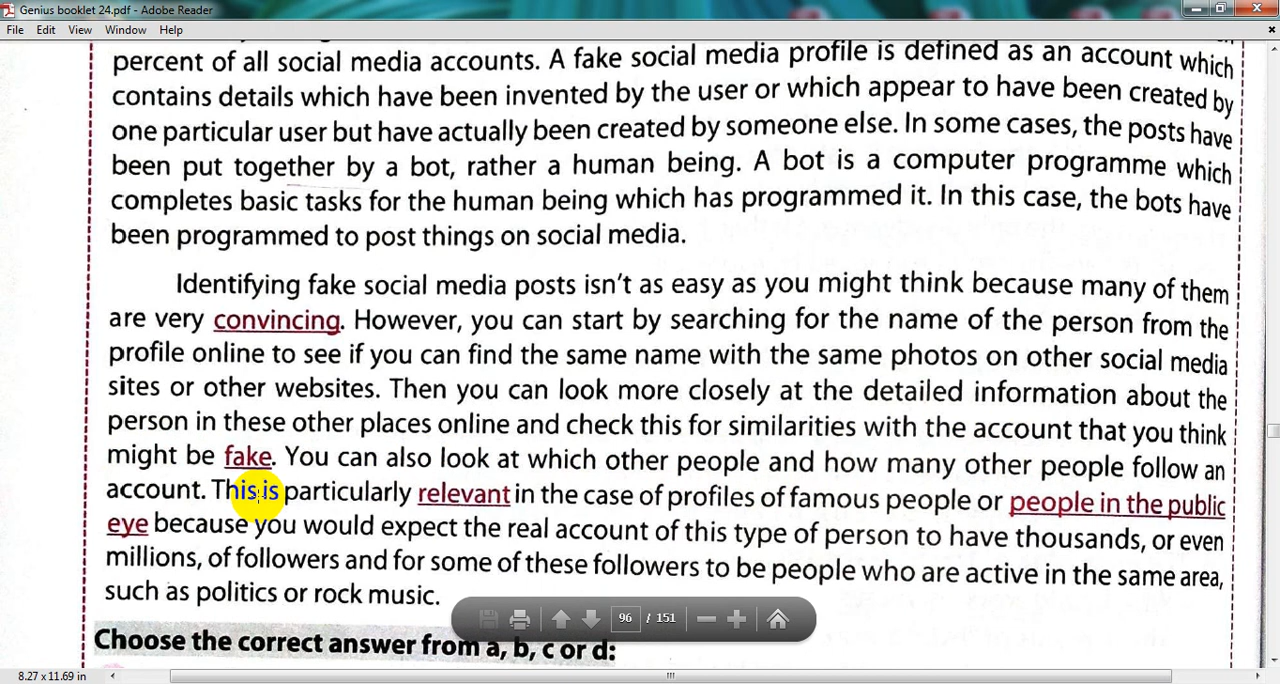 Genius booklet 24.pdf - Adobe Reader
File Edit View Window Help
percent of all social media accounts. A fake social media profile is defined as an account which
contains details which have been invented by the user or which appear to have been created by
one particular user but have actually been created by someone else. In some cases, the posts have
been put together by a bot, rather a human being. A bot is a computer programme which
completes basic tasks for the human being which has programmed it. In this case, the bots have
been programmed to post things on social media.
Identifying fake social media posts isn't as easy as you might think because many of them
are very convincing. However, you can start by searching for the name of the person from the
profile online to see if you can find the same name with the same photos on other social media
sites or other websites. Then you can look more closely at the detailed information about the
person in these other places online and check this for similarities with the account that you think
might be fake. You can also look at which other people and how many other people follow an
account. This is particularly relevant in the case of profiles of famous people or people in the public
eye because you would expect the real account of this type of person to have thousands, or even
millions, of followers and for some of these followers to be people who are active in the same area,
such as politics or rock music.
96 / 151
Choose the correct answer from a, b, c or d:
8.27 x 11.69 in